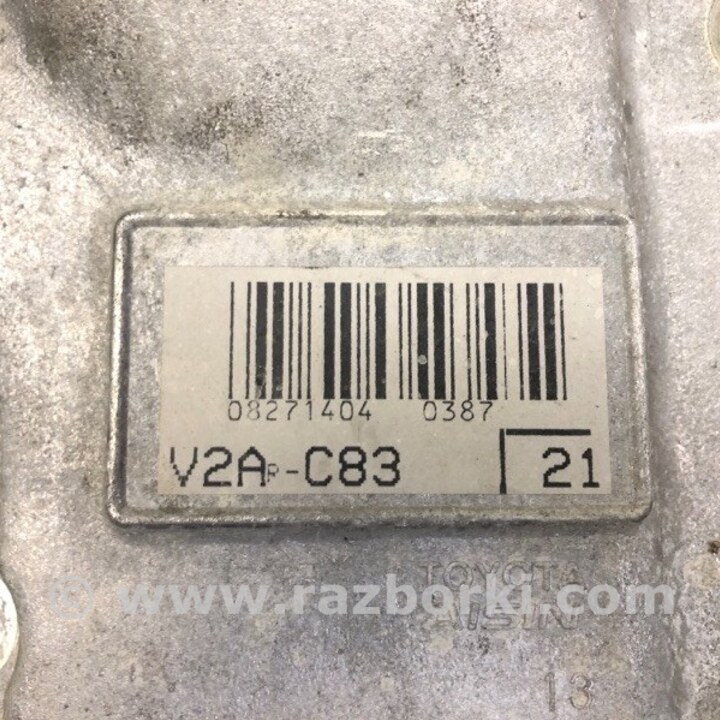 08271404 0387
V2AP-C83
21
TOYOTA
© www.razborki.com
AISIN
13